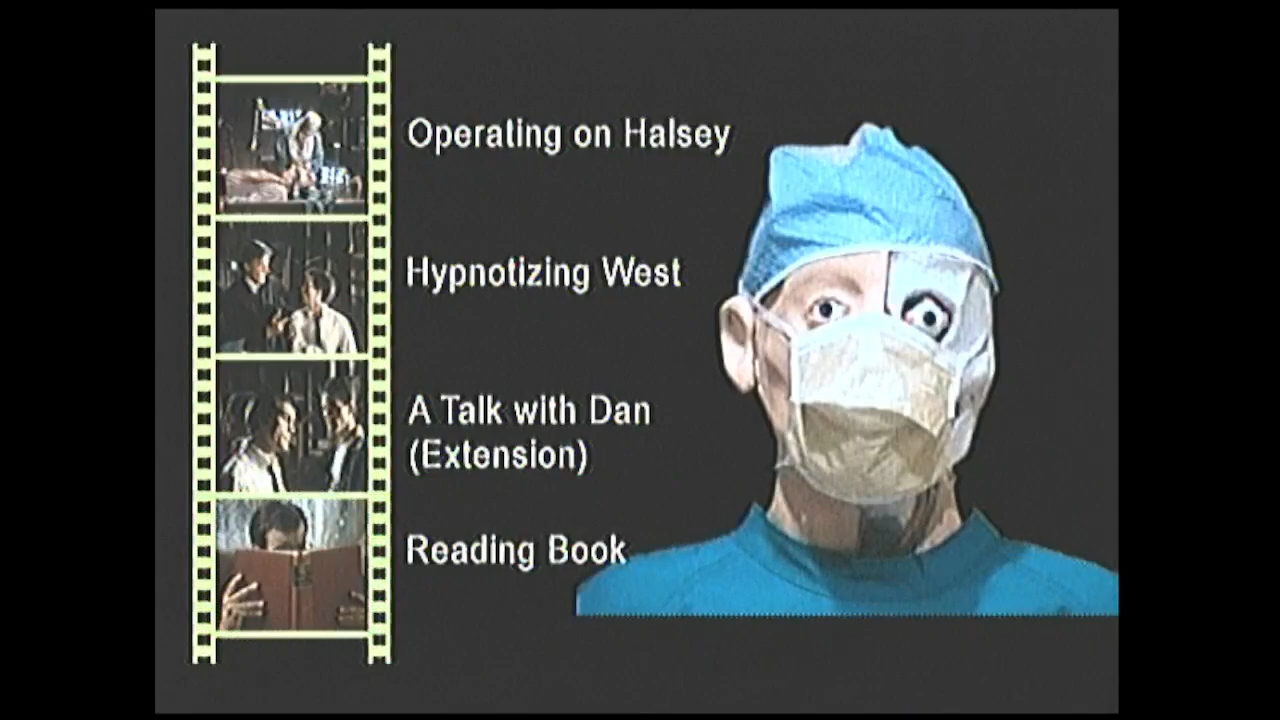 Operating on Halsey
Hypnotizing West
A Talk with Dan
(Extension)
Reading Book